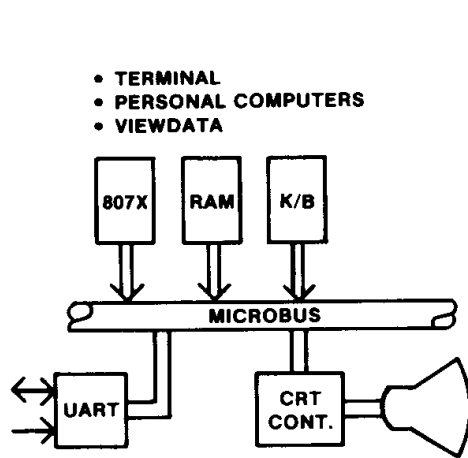 • TERMINAL
• PERSONAL COMPUTERS
• VIEWDATA
807X
RAM
K/B
MICROBUS
UART
CRT
CONT.